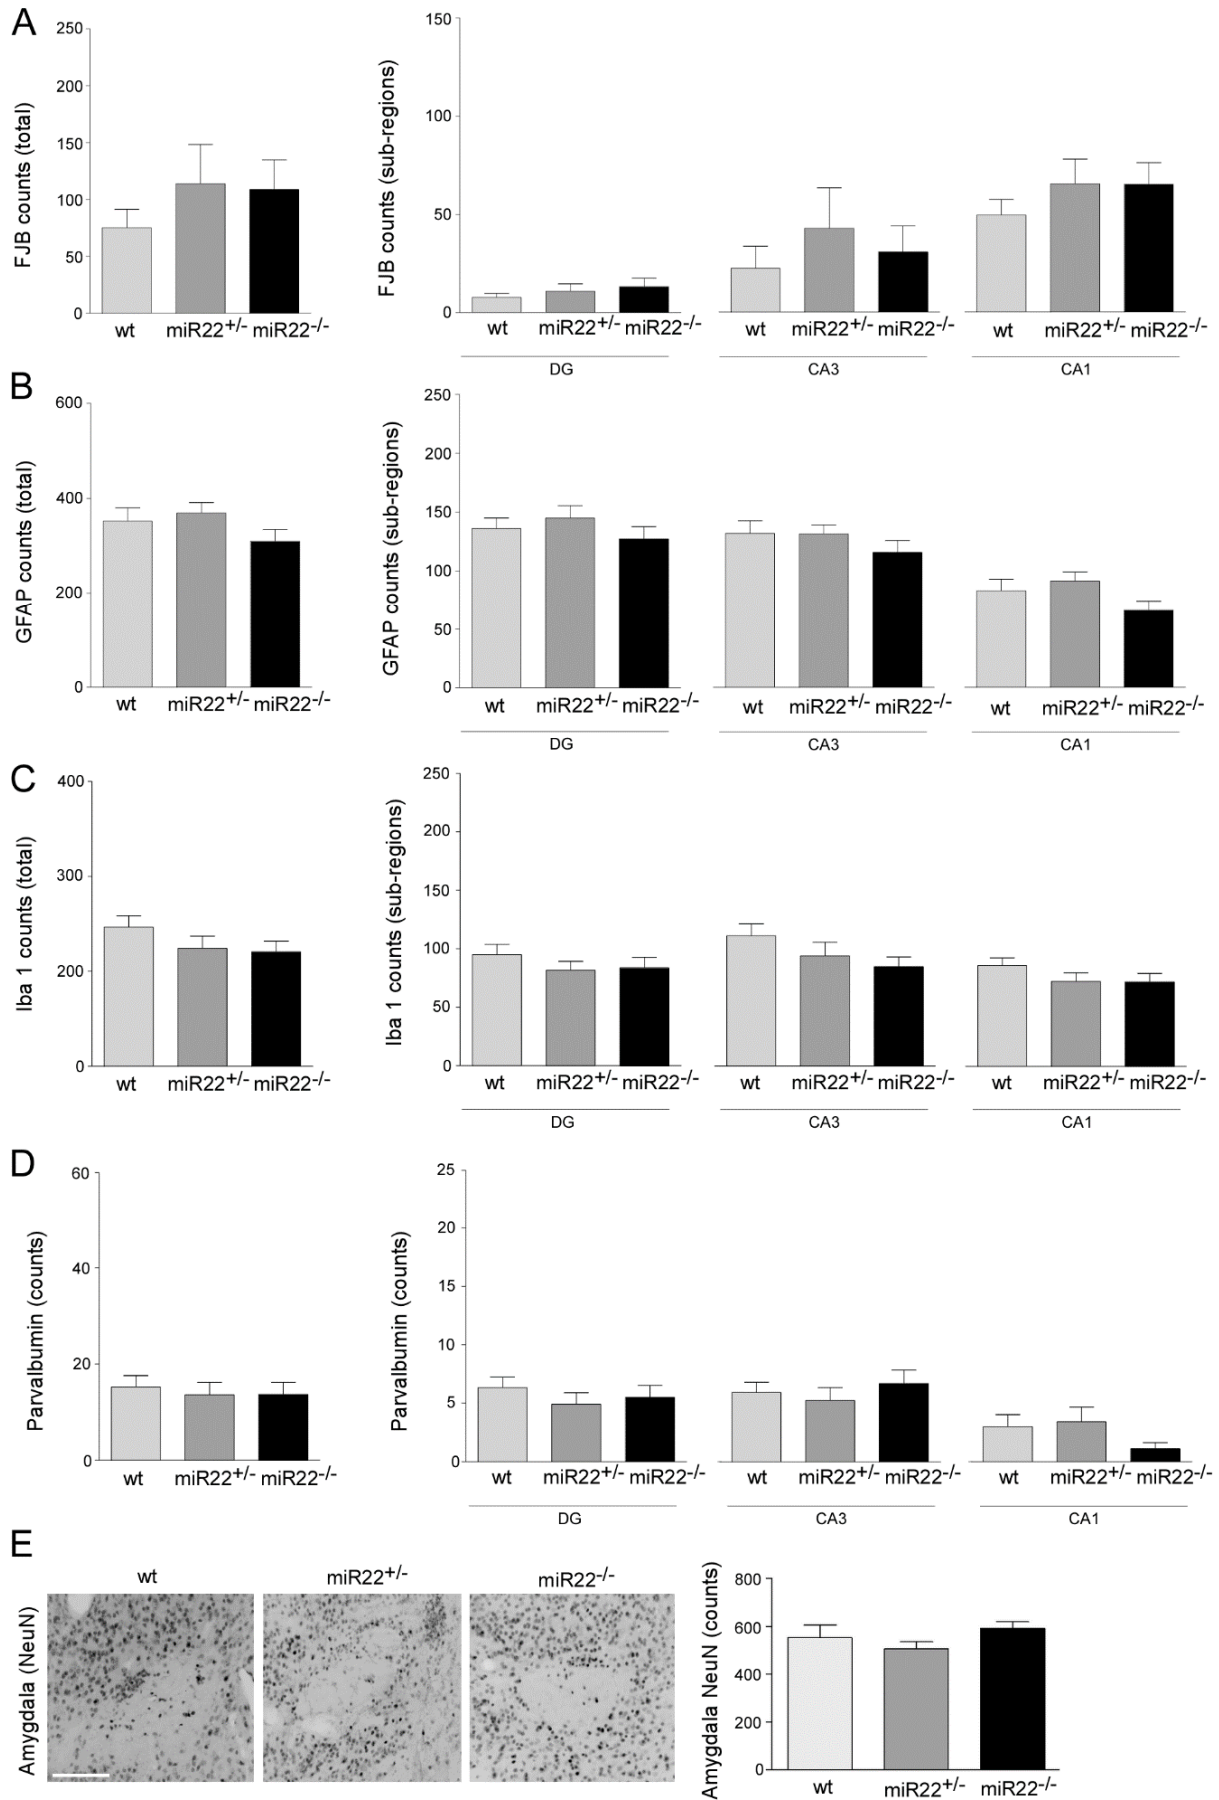 A
FJB counts (total)
250
200
150
100
50
0
wt miR22+/- miR22-/-
FJB counts (sub-regions)
150
100
50
0
wt miR22+/- miR22-/- wt miR22+/- miR22-/- wt miR22+/- miR22-/-
DG CA3 CA1
B
GFAP counts (total)
600
400
200
0
wt miR22+/- miR22-/-
GFAP counts (sub-regions)
250
200
150
100
50
0
wt miR22+/- miR22-/- wt miR22+/- miR22-/- wt miR22+/- miR22-/-
DG CA3 CA1
C
Iba 1 counts (total)
400
300
200
0
wt miR22+/- miR22-/-
Iba 1 counts (sub-regions)
250
200
150
100
50
0
wt miR22+/- miR22-/- wt miR22+/- miR22-/- wt miR22+/- miR22-/-
DG CA3 CA1
D
Parvalbumin (counts)
60
40
20
0
wt miR22+/- miR22-/-
Parvalbumin (counts)
25
20
15
10
5
0
wt miR22+/- miR22-/- wt miR22+/- miR22-/- wt miR22+/- miR22-/-
DG CA3 CA1
E
wt miR22+/- miR22-/-
Amygdala (NeuN)
Amygdala NeuN (counts)
800
600
400
200
0
wt miR22+/- miR22-/-